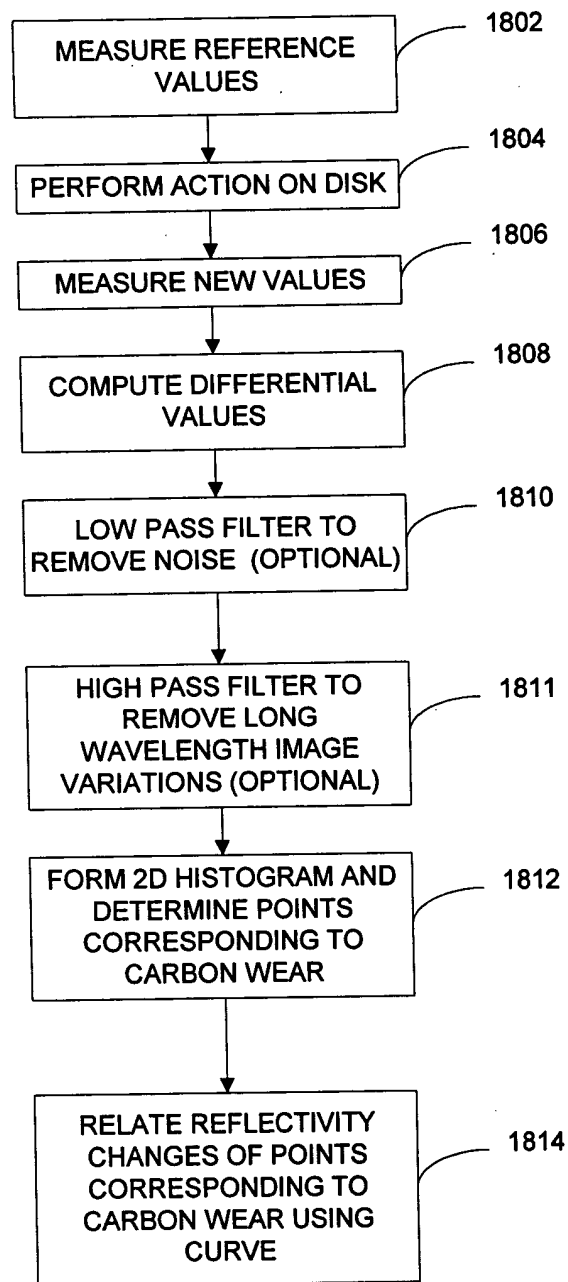 1802
MEASURE REFERENCE
VALUES
1804
PERFORM ACTION ON DISK
1806
MEASURE NEW VALUES
1808
COMPUTE DIFFERENTIAL
VALUES
1810
LOW PASS FILTER TO
REMOVE NOISE (OPTIONAL)
1811
HIGH PASS FILTER TO
REMOVE LONG
WAVELENGTH IMAGE
VARIATIONS (OPTIONAL)
1812
FORM 2D HISTOGRAM AND
DETERMINE POINTS
CORRESPONDING TO
CARBON WEAR
1814
RELATE REFLECTIVITY
CHANGES OF POINTS
CORRESPONDING TO
CARBON WEAR USING
CURVE